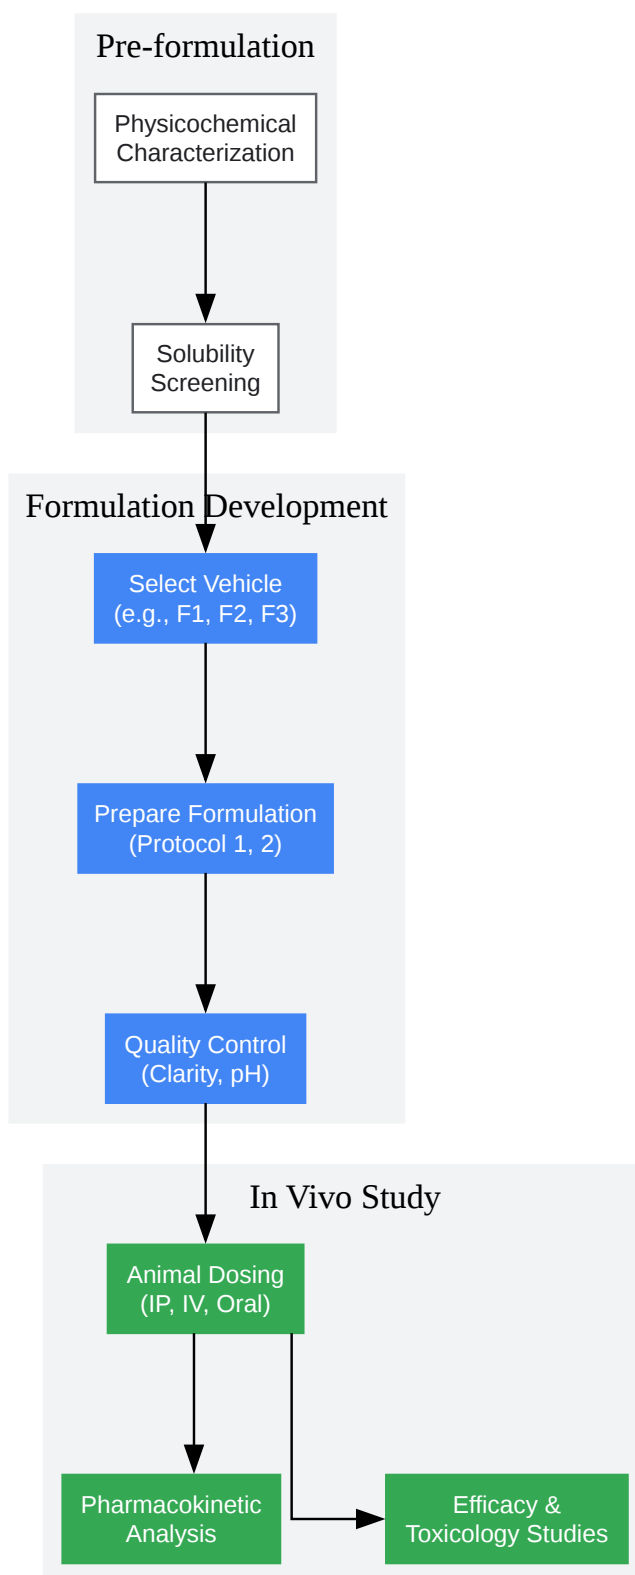 Pre-formulation
Physicochemical
Characterization
Solubility
Screening
Formulation Development
Select Vehicle
(e.g., F1, F2, F3)
Prepare Formulation
(Protocol 1, 2)
Quality Control
(Clarity, pH)
In Vivo Study
Animal Dosing
(IP, IV, Oral)
Pharmacokinetic
Analysis
Efficacy &
Toxicology Studies